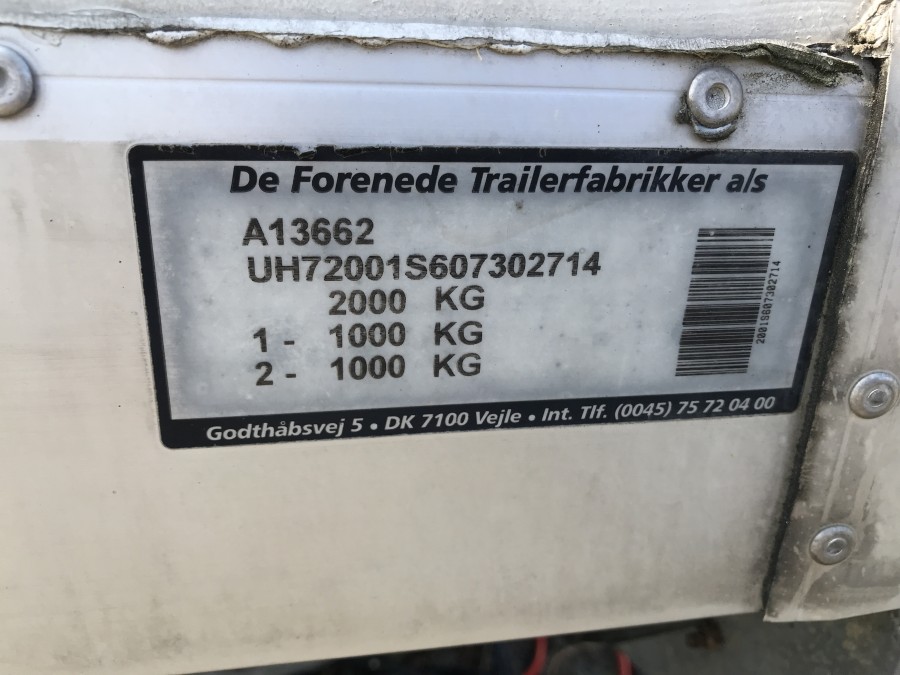 De Forenede Trailerfabrikker a/s
A13662
UH72001S607302714
2000 KG
1 - 1000 KG
2 - 1000 KG
2001S607302714
Godthåbsvej 5 • DK 7100 Vejle • Int. Tlf. (0045) 75 72 04 00